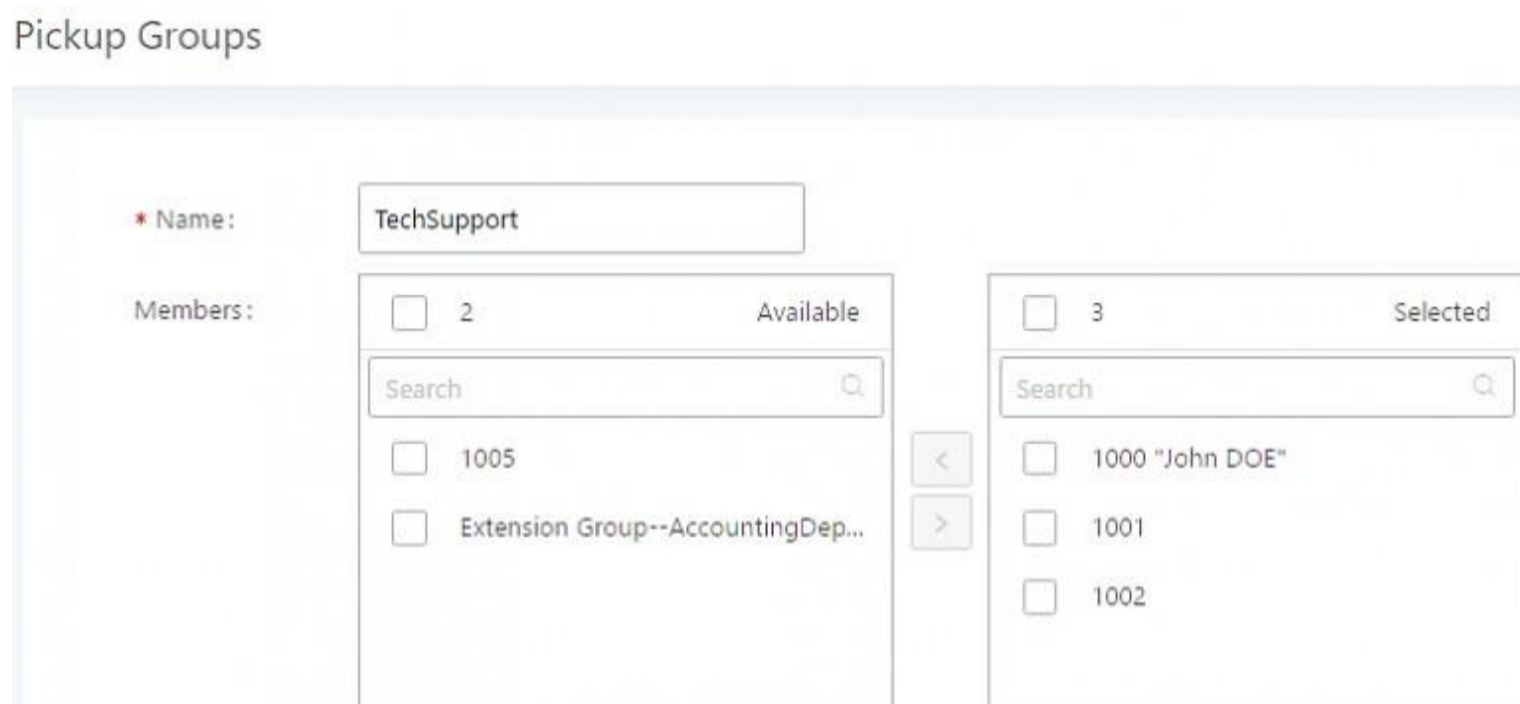 Pickup Groups
* Name: TechSupport
Members: 2 Available 3 Selected
Search Search
1005 < 1000 "John DOE"
Extension Group--AccountingDep... > 1001
1002